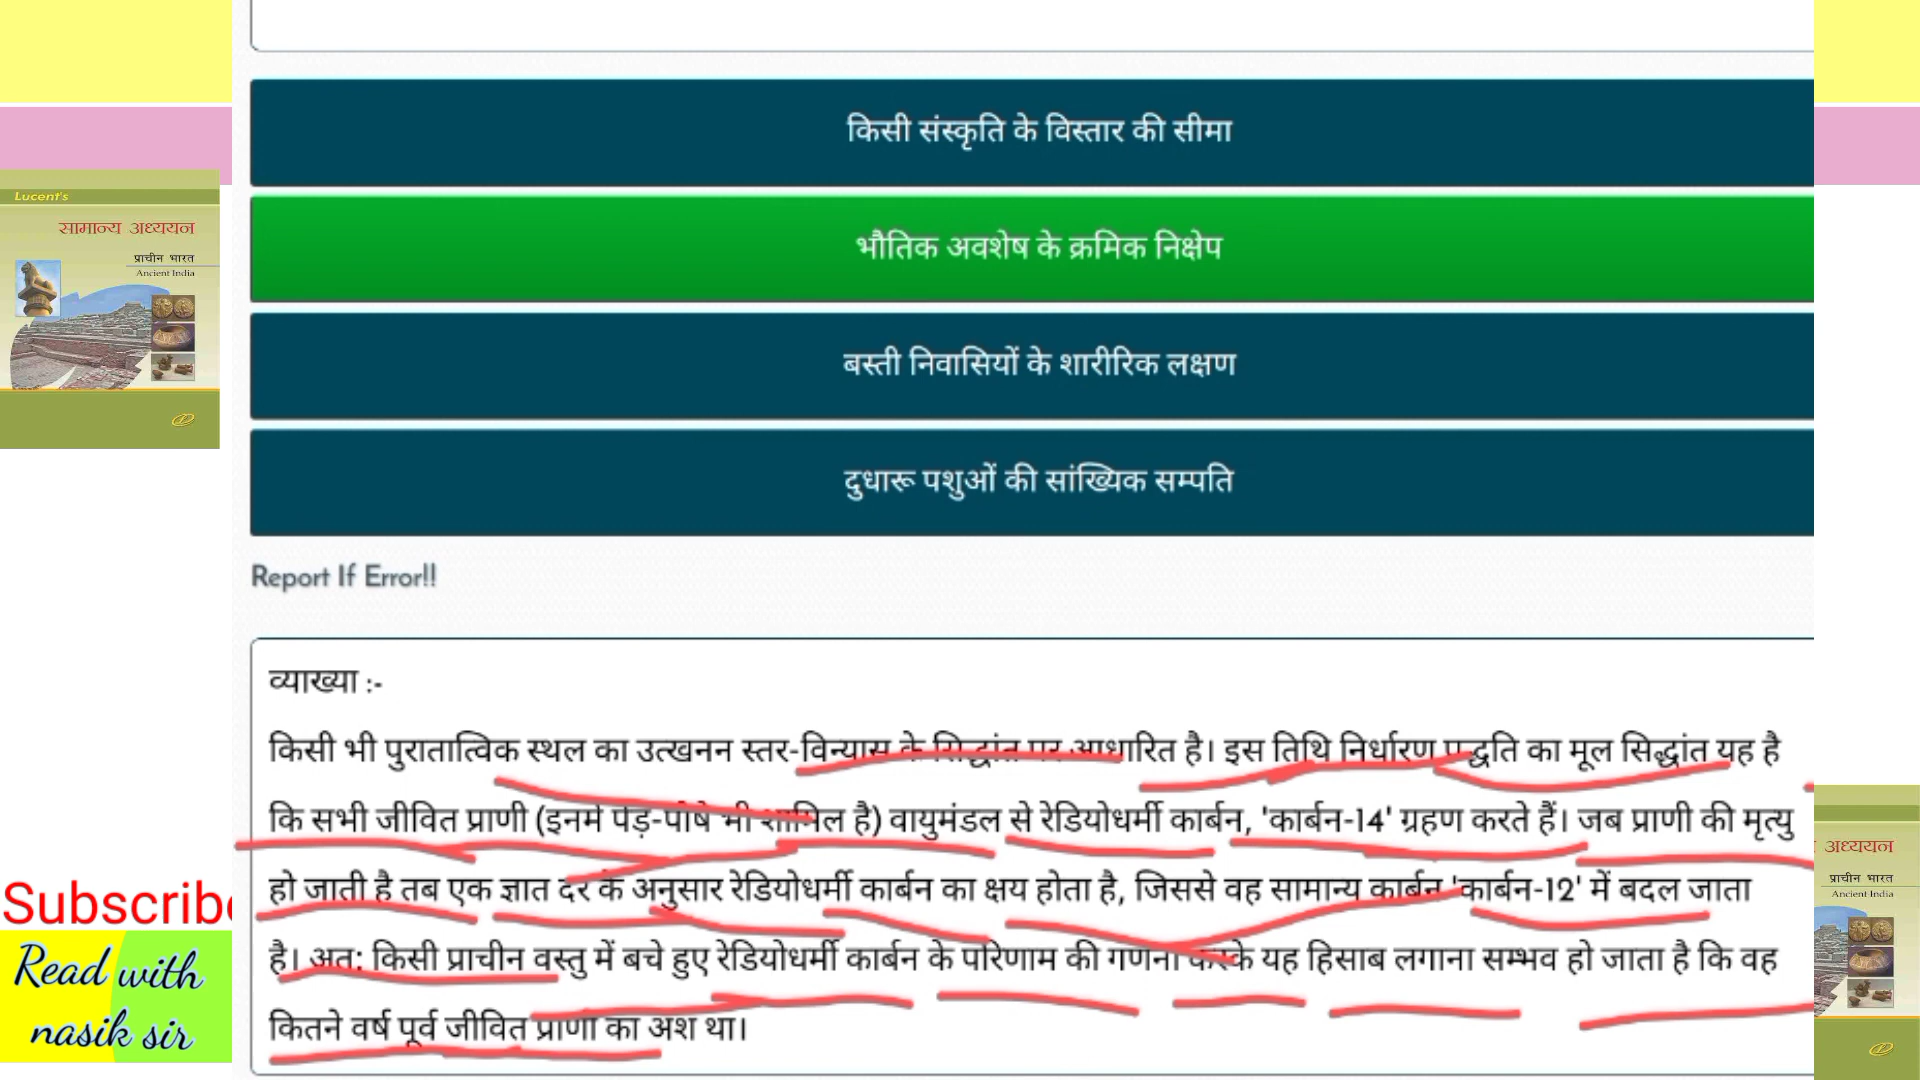 किसी संस्कृति के विस्तार की सीमा
भौतिक अवशेष के क्रमिक निक्षेप
बस्ती निवासियों के शारीरिक लक्षण
दुधारू पशुओं की सांख्यिक सम्पति
Report If Error!!
व्याख्या :-
किसी भी पुरातात्विक स्थल का उत्खनन स्तर-विन्यास के सिद्धांत पर आधारित है। इस तिथि निर्धारण पद्धति का मूल सिद्धांत यह है
कि सभी जीवित प्राणी (इनमें पेड़-पौधे भी शामिल है) वायुमंडल से रेडियोधर्मी कार्बन, 'कार्बन-14' ग्रहण करते हैं। जब प्राणी की मृत्यु
हो जाती है तब एक ज्ञात दर के अनुसार रेडियोधर्मी कार्बन का क्षय होता है, जिससे वह सामान्य कार्बन 'कार्बन-12' में बदल जाता
है। अत: किसी प्राचीन वस्तु में बचे हुए रेडियोधर्मी कार्बन के परिणाम की गणना करके यह हिसाब लगाना सम्भव हो जाता है कि वह
कितने वर्ष पूर्व जीवित प्राणी का अंश था।
Lucent's
सामान्य अध्ययन
प्राचीन भारत
Ancient India
Subscribe
Read with
nasik sir
अध्ययन
प्राचीन भारत
Ancient India